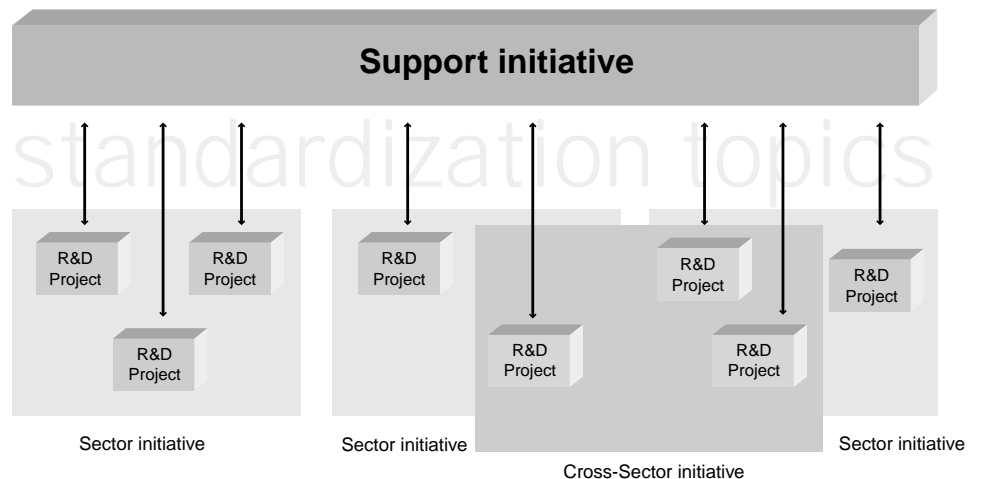 Support initiative
standardization topics
R&D
Project
R&D
Project
R&D
Project
R&D
Project
R&D
Project
R&D
Project
R&D
Project
R&D
Project
Sector initiative
Sector initiative
Sector initiative
Cross-Sector initiative